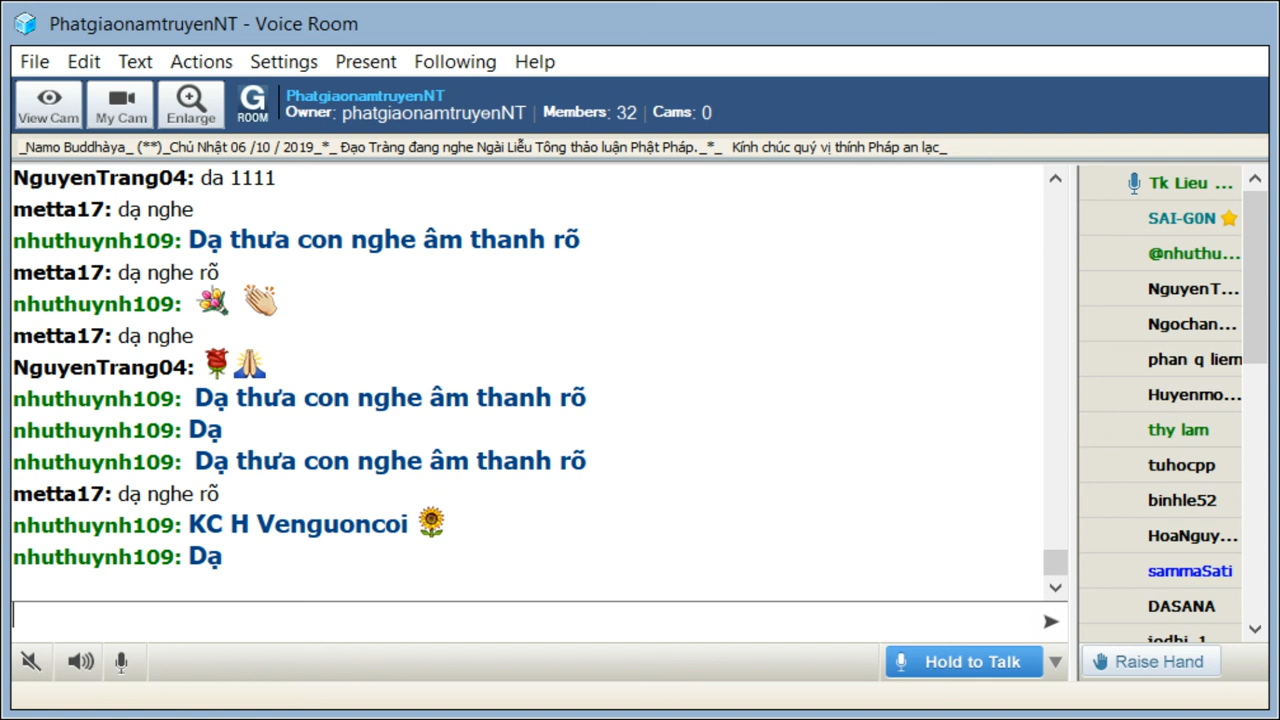 PhatgiaonamtruyenNT - Voice Room
File Edit Text Actions Settings Present Following Help
View Cam My Cam Enlarge G ROOM
PhatgiaonamtruyenNT
Owner: phatgiaonamtruyenNT | Members: 32 | Cams: 0
_Namo Buddhàya_ (**)_Chủ Nhật 06 /10 / 2019_*_ Đạo Tràng đang nghe Ngài Liễu Tông thảo luận Phật Pháp._*_ Kính chúc quý vị thính Pháp an lạc_
NguyenTrang04: da 1111
metta17: dạ nghe
nhuthuynh109: Dạ thưa con nghe âm thanh rõ
metta17: dạ nghe rõ
nhuthuynh109:
metta17: dạ nghe
NguyenTrang04:
nhuthuynh109: Dạ thưa con nghe âm thanh rõ
nhuthuynh109: Dạ
nhuthuynh109: Dạ thưa con nghe âm thanh rõ
metta17: dạ nghe rõ
nhuthuynh109: KC H Venguoncoi
nhuthuynh109: Dạ
Tk Lieu ...
SAI-G0N
@nhuthu...
NguyenT...
Ngochan...
phan q liem
Huyenmo...
thy lam
tuhocpp
binhle52
HoaNguy...
sammaSati
DASANA
Hold to Talk
Raise Hand